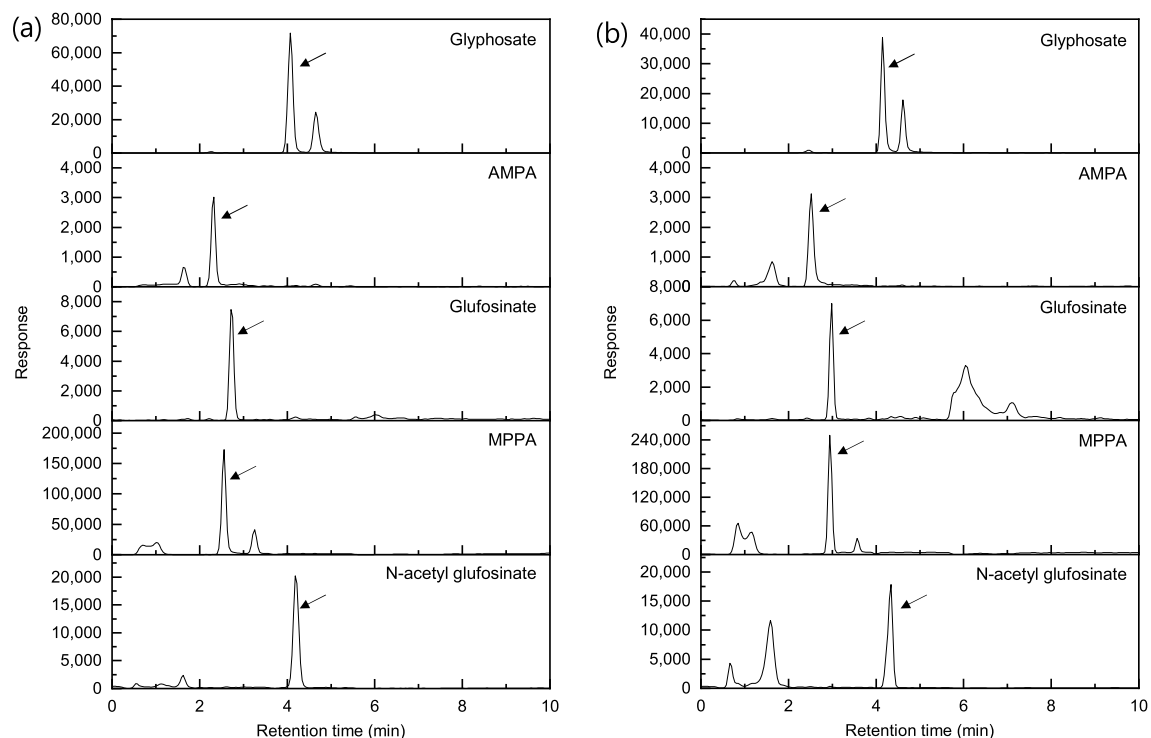 (a)
80,000
60,000
40,000
20,000
0
Glyphosate
4,000
3,000
2,000
1,000
0
AMPA
8,000
6,000
4,000
2,000
0
Glufosinate
200,000
150,000
100,000
50,000
0
MPPA
20,000
15,000
10,000
5,000
0
N-acetyl glufosinate
Response
0 2 4 6 8 10
Retention time (min)
(b)
40,000
30,000
20,000
10,000
0
Glyphosate
4,000
3,000
2,000
1,000
0
AMPA
8,000
6,000
4,000
2,000
0
Glufosinate
240,000
180,000
120,000
60,000
0
MPPA
20,000
15,000
10,000
5,000
0
N-acetyl glufosinate
Response
0 2 4 6 8 10
Retention time (min)